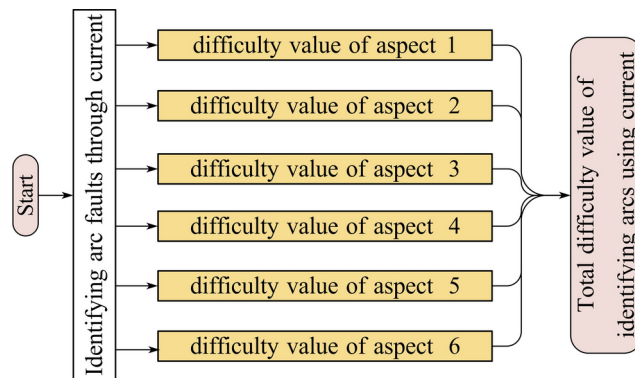 Start
Identifying arc faults through current
difficulty value of aspect 1
difficulty value of aspect 2
difficulty value of aspect 3
difficulty value of aspect 4
difficulty value of aspect 5
difficulty value of aspect 6
Total difficulty value of
identifying arcs using current